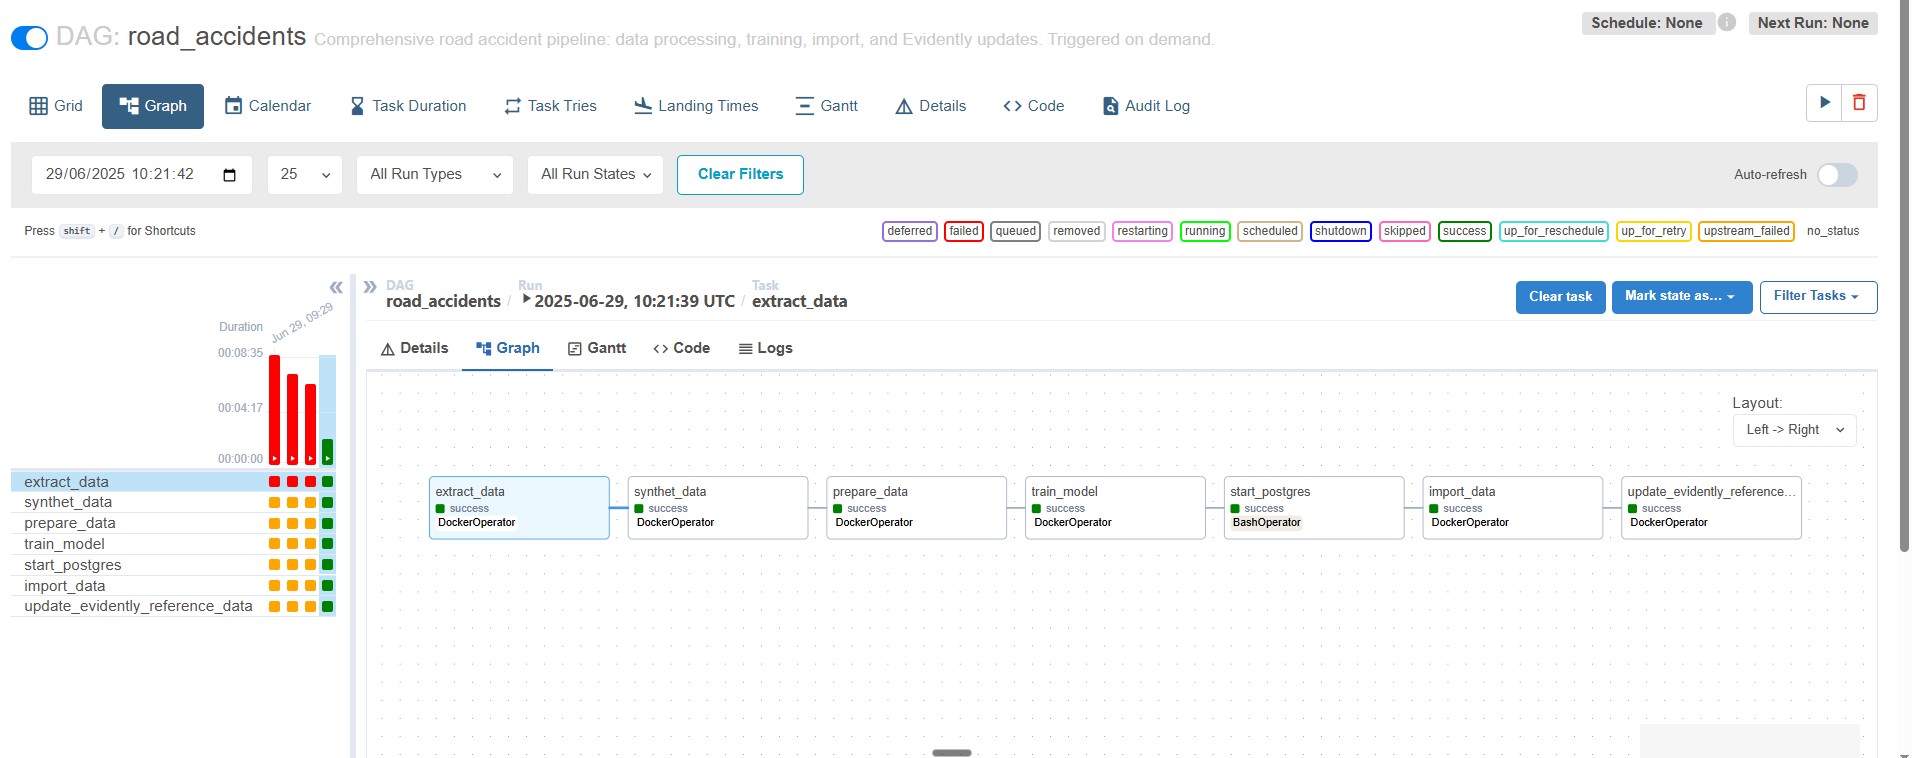 DAG: road_accidents Comprehensive road accident pipeline: data processing, training, import, and Evidently updates. Triggered on demand.
Schedule: None
Next Run: None
Grid
Graph
Calendar
Task Duration
Task Tries
Landing Times
Gantt
Details
<> Code
Audit Log
29/06/2025 10:21:42
25
All Run Types
All Run States
Clear Filters
Auto-refresh
Press shift + / for Shortcuts
deferred
failed
queued
removed
restarting
running
scheduled
shutdown
skipped
success
up_for_reschedule
up_for_retry
upstream_failed
no_status
Duration
Jun 29, 09:29
00:08:35
00:04:17
00:00:00
extract_data
synthet_data
prepare_data
train_model
start_postgres
import_data
update_evidently_reference_data
DAG
road_accidents
/
Run
2025-06-29, 10:21:39 UTC
/
Task
extract_data
Clear task
Mark state as...
Filter Tasks
Details
Graph
Gantt
<> Code
Logs
Layout:
Left -> Right
extract_data
success
DockerOperator
synthet_data
success
DockerOperator
prepare_data
success
DockerOperator
train_model
success
DockerOperator
start_postgres
success
BashOperator
import_data
success
DockerOperator
update_evidently_reference...
success
DockerOperator